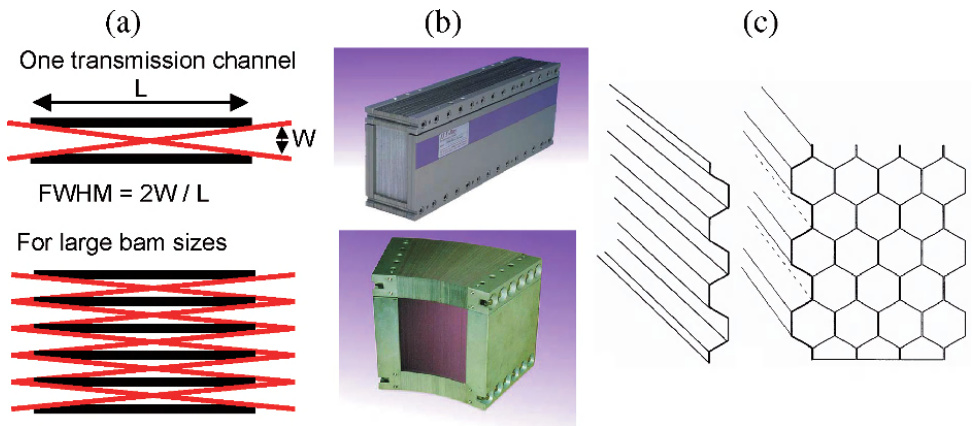 (a)
One transmission channel
L
W
FWHM = 2W / L
For large bam sizes
(b)
(c)